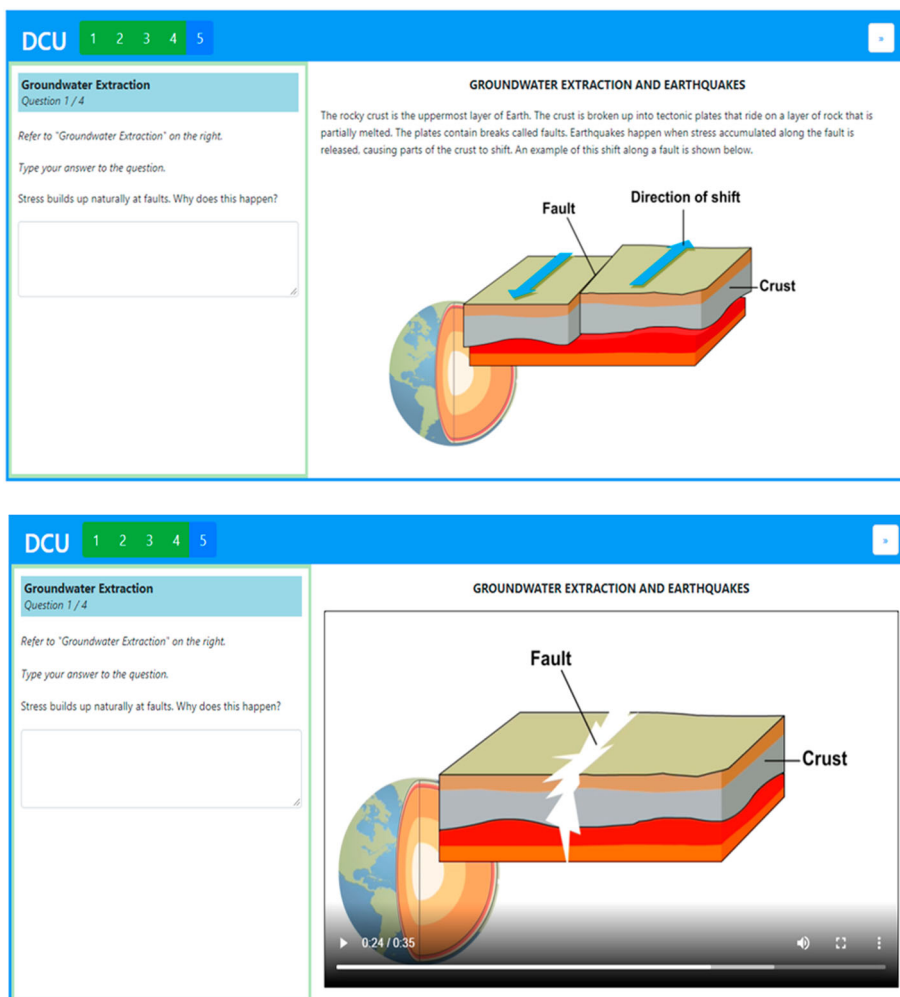 DCU 1 2 3 4 5 »
Groundwater Extraction
Question 1 / 4
Refer to "Groundwater Extraction" on the right.
Type your answer to the question.
Stress builds up naturally at faults. Why does this happen?
GROUNDWATER EXTRACTION AND EARTHQUAKES
The rocky crust is the uppermost layer of Earth. The crust is broken up into tectonic plates that ride on a layer of rock that is
partially melted. The plates contain breaks called faults. Earthquakes happen when stress accumulated along the fault is
released, causing parts of the crust to shift. An example of this shift along a fault is shown below.
Fault
Direction of shift
Crust
DCU 1 2 3 4 5 »
Groundwater Extraction
Question 1 / 4
Refer to "Groundwater Extraction" on the right.
Type your answer to the question.
Stress builds up naturally at faults. Why does this happen?
GROUNDWATER EXTRACTION AND EARTHQUAKES
Fault
Crust
0:24 / 0:35